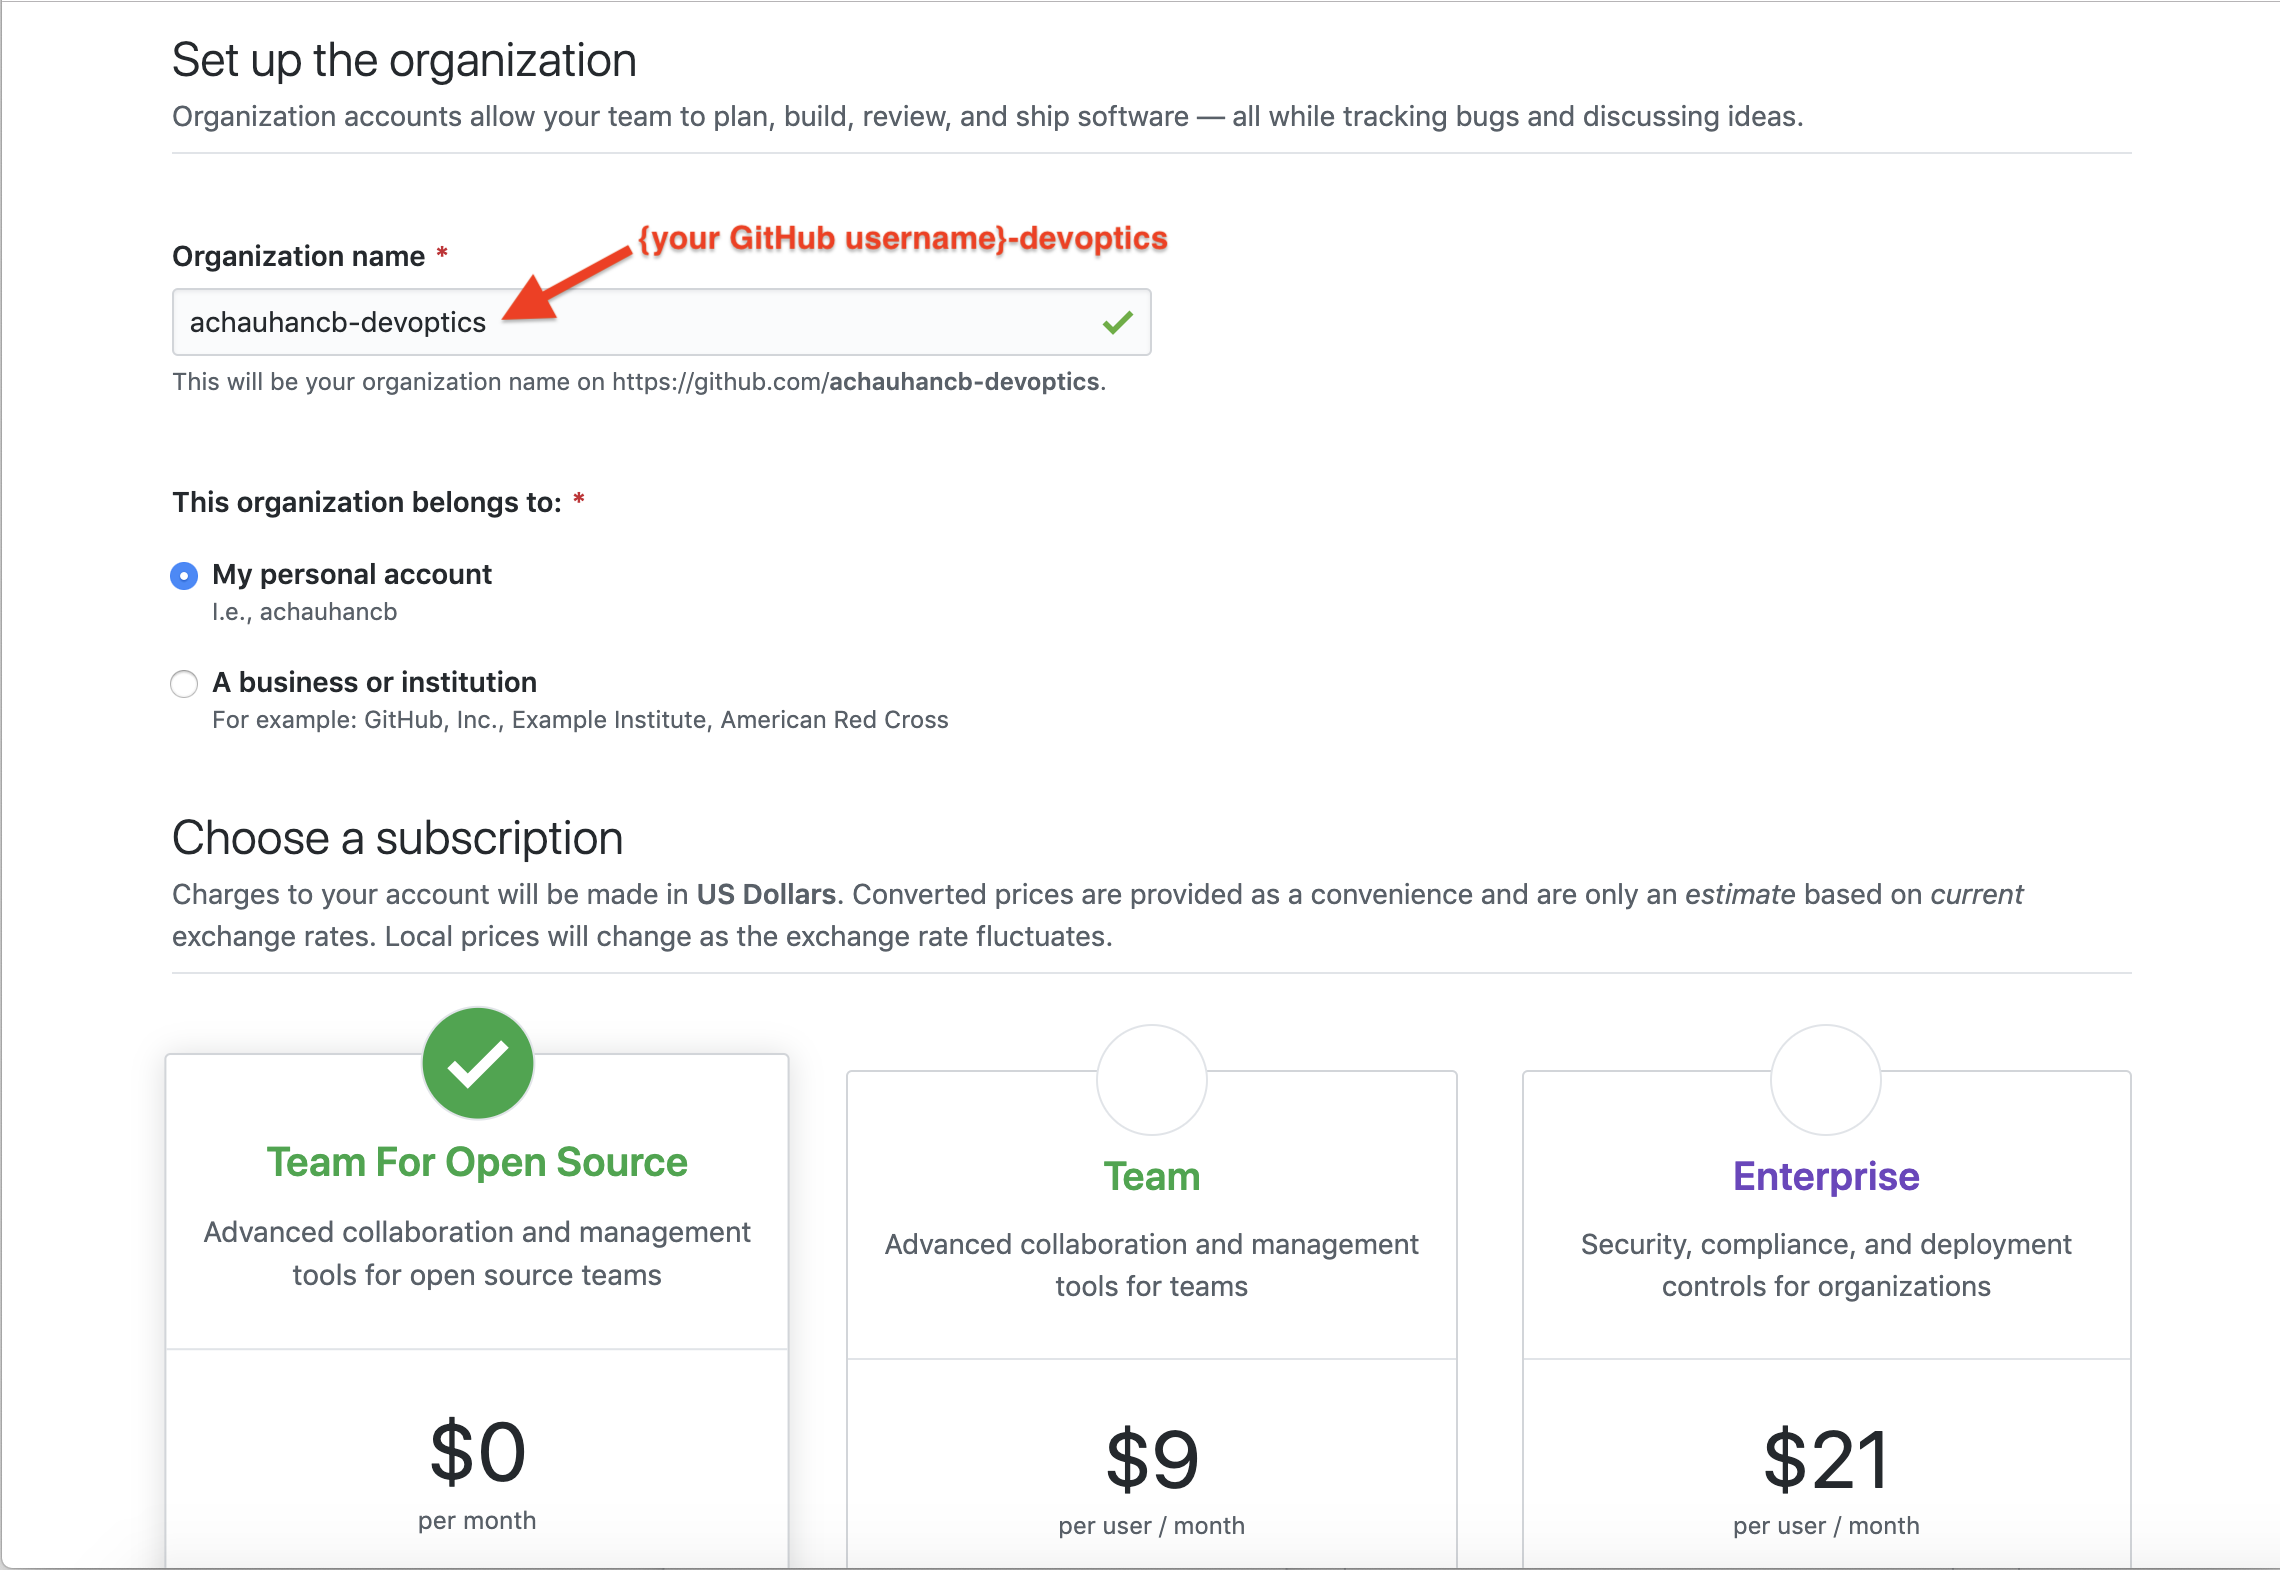 Set up the organization
Organization accounts allow your team to plan, build, review, and ship software — all while tracking bugs and discussing ideas.
{your GitHub username}-devoptics
Organization name *
achauhancb-devoptics
This will be your organization name on https://github.com/achauhancb-devoptics.
This organization belongs to: *
My personal account
I.e., achauhancb
A business or institution
For example: GitHub, Inc., Example Institute, American Red Cross
Choose a subscription
Charges to your account will be made in US Dollars. Converted prices are provided as a convenience and are only an estimate based on current
exchange rates. Local prices will change as the exchange rate fluctuates.
Team For Open Source
Advanced collaboration and management
tools for open source teams
$0
per month
Team
Advanced collaboration and management
tools for teams
$9
per user / month
Enterprise
Security, compliance, and deployment
controls for organizations
$21
per user / month